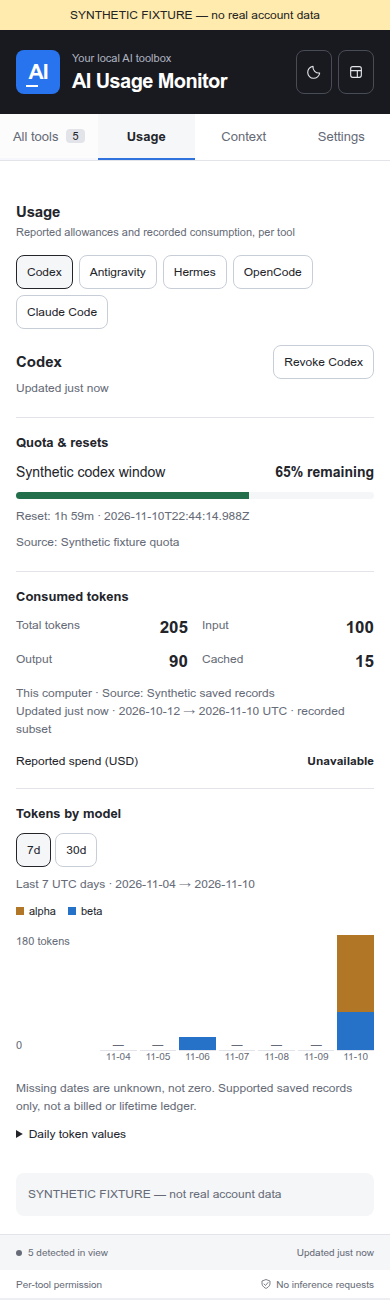 SYNTHETIC FIXTURE — no real account data
AI
Your local AI toolbox
AI Usage Monitor
All tools 5
Usage
Context
Settings
Usage
Reported allowances and recorded consumption, per tool
Codex
Antigravity
Hermes
OpenCode
Claude Code
Codex
Revoke Codex
Updated just now
Quota & resets
Synthetic codex window 65% remaining
Reset: 1h 59m · 2026-11-10T22:44:14.988Z
Source: Synthetic fixture quota
Consumed tokens
Total tokens 205 Input 100
Output 90 Cached 15
This computer · Source: Synthetic saved records
Updated just now · 2026-10-12 → 2026-11-10 UTC · recorded
subset
Reported spend (USD) Unavailable
Tokens by model
7d 30d
Last 7 UTC days · 2026-11-04 → 2026-11-10
alpha beta
180 tokens
0 — — — — —
11-04 11-05 11-06 11-07 11-08 11-09 11-10
Missing dates are unknown, not zero. Supported saved records
only, not a billed or lifetime ledger.
Daily token values
SYNTHETIC FIXTURE — not real account data
5 detected in view Updated just now
Per-tool permission No inference requests